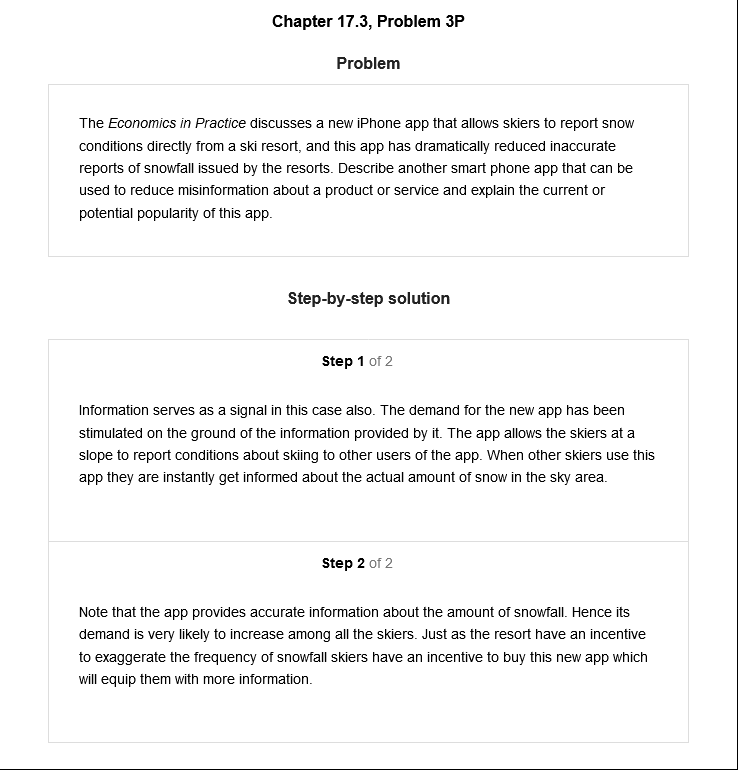 Chapter 17.3, Problem 3P
Problem
The Economics in Practice discusses a new iPhone app that allows skiers to report snow
conditions directly from a ski resort, and this app has dramatically reduced inaccurate
reports of snowfall issued by the resorts. Describe another smart phone app that can be
used to reduce misinformation about a product or service and explain the current or
potential popularity of this app.
Step-by-step solution
Step 1 of 2
Information serves as a signal in this case also. The demand for the new app has been
stimulated on the ground of the information provided by it. The app allows the skiers at a
slope to report conditions about skiing to other users of the app. When other skiers use this
app they are instantly get informed about the actual amount of snow in the sky area.
Step 2 of 2
Note that the app provides accurate information about the amount of snowfall. Hence its
demand is very likely to increase among all the skiers. Just as the resort have an incentive
to exaggerate the frequency of snowfall skiers have an incentive to buy this new app which
will equip them with more information.